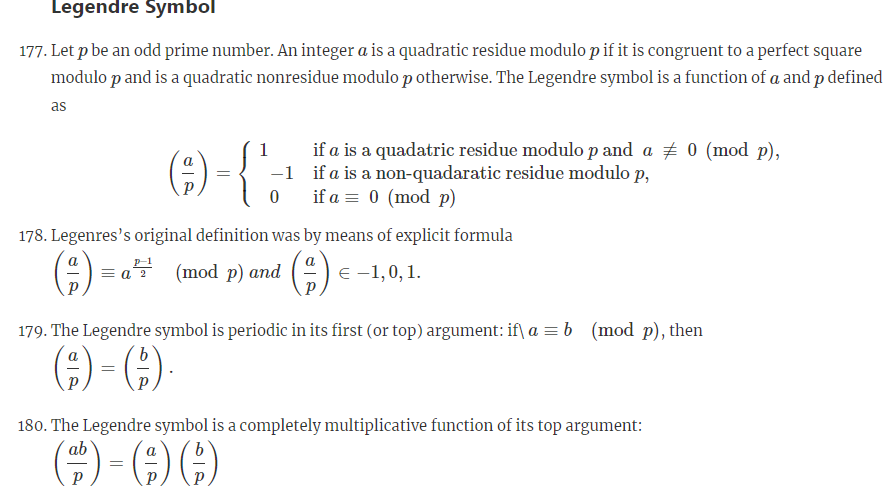 Legendre Symbol
177. Let p be an odd prime number. An integer a is a quadratic residue modulo p if it is congruent to a perfect square
modulo p and is a quadratic nonresidue modulo p otherwise. The Legendre symbol is a function of a and p defined
as
(a/p) = { 1 if a is a quadatric residue modulo p and a ≢ 0 (mod p),
−1 if a is a non-quadaratic residue modulo p,
0 if a ≡ 0 (mod p)
178. Legenres’s original definition was by means of explicit formula
(a/p) ≡ a^((p−1)/2) (mod p) and (a/p) ∈ −1, 0, 1.
179. The Legendre symbol is periodic in its first (or top) argument: if\ a ≡ b (mod p), then
(a/p) = (b/p).
180. The Legendre symbol is a completely multiplicative function of its top argument:
(ab/p) = (a/p)(b/p)